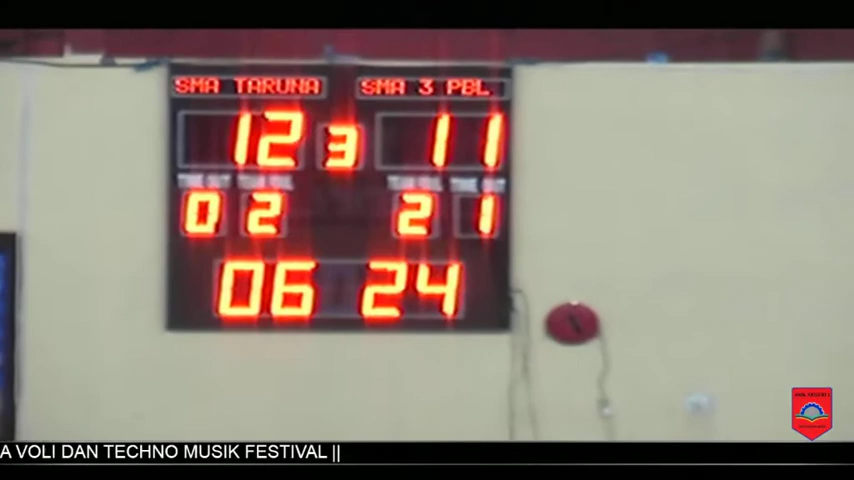 SMA TARUNA SMA 3 PBL
12 3 11
TIME OUT TEAM FOUL TEAM FOUL TIME OUT
0 2 2 1
06 24
A VOLI DAN TECHNO MUSIK FESTIVAL ||